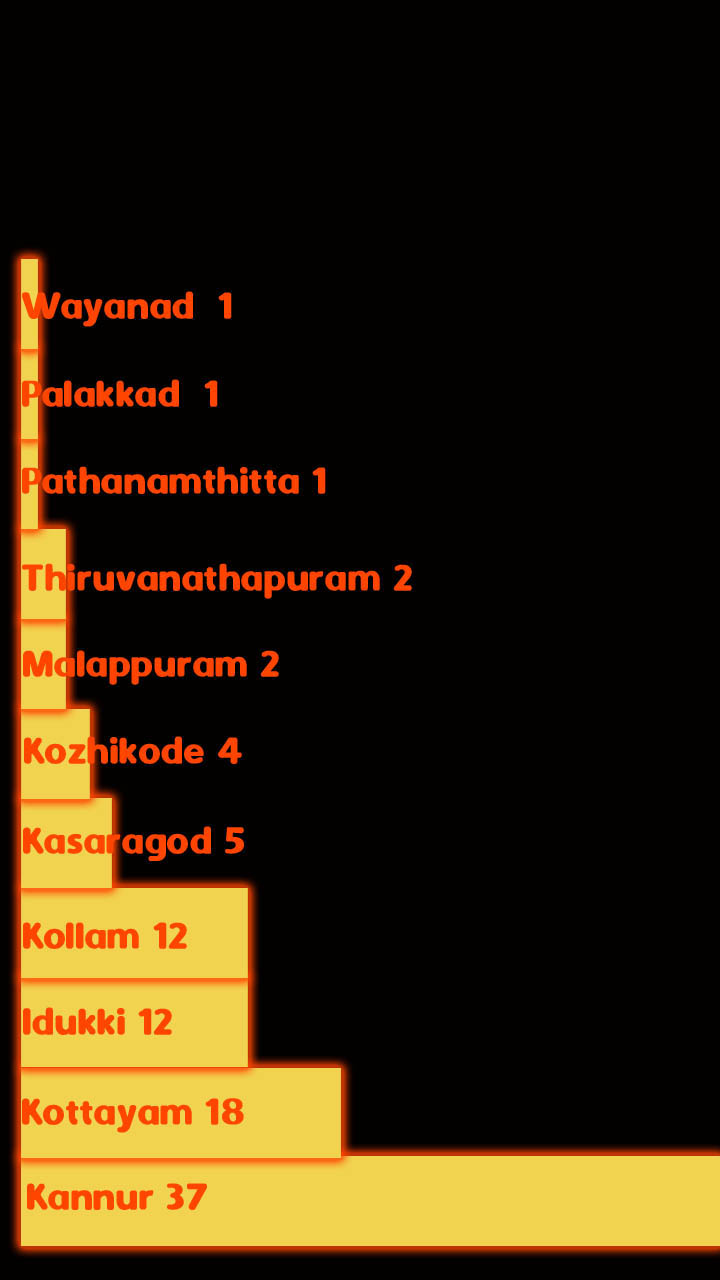 Wayanad 1
Palakkad 1
Pathanamthitta 1
Thiruvanathapuram 2
Malappuram 2
Kozhikode 4
Kasaragod 5
Kollam 12
Idukki 12
Kottayam 18
Kannur 37